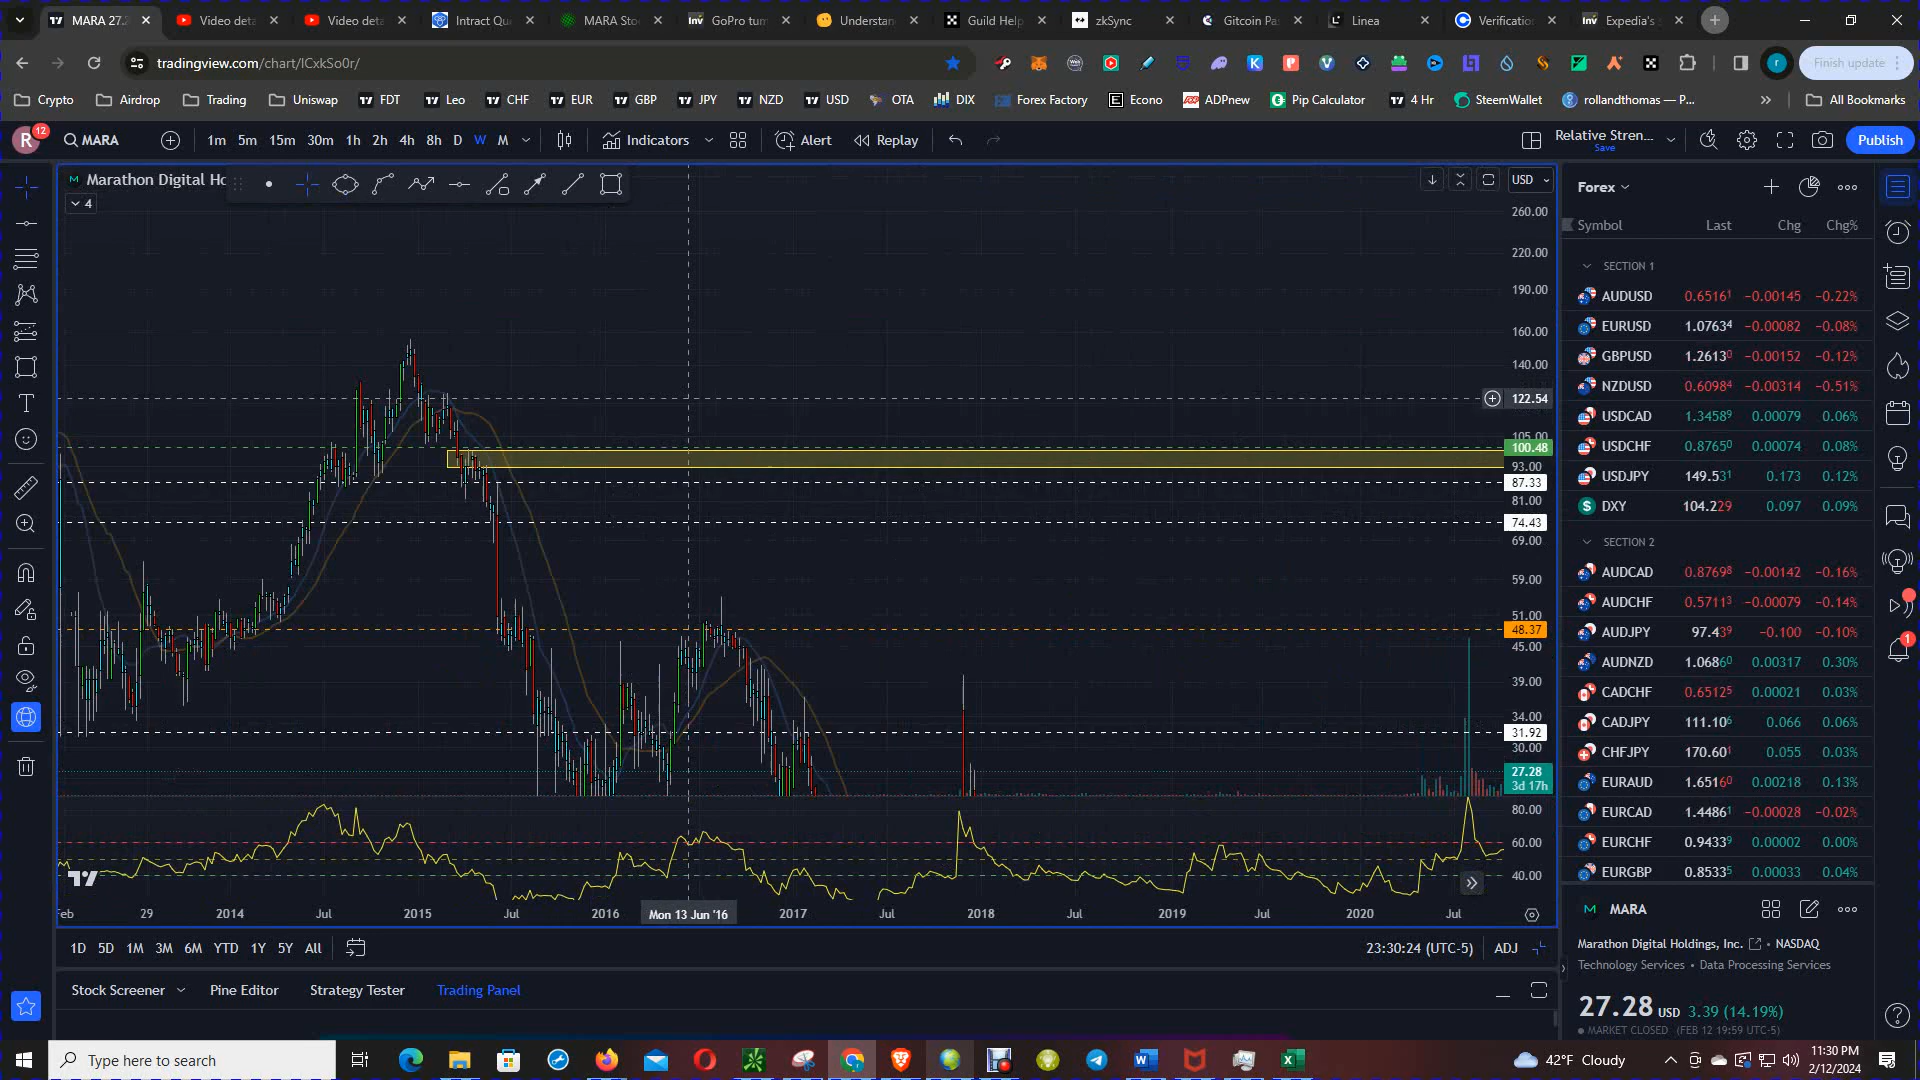 MARA 27.
Video deta
Video deta
Intract Qu
MARA Sto
GoPro tum
Understan
Guild Help
zkSync
Gitcoin Pa
Linea
Verificatio
Expedia's
tradingview.com/chart/ICxkSo0r/
Finish update
Crypto
Airdrop
Trading
Uniswap
FDT
Leo
CHF
EUR
GBP
JPY
NZD
USD
OTA
DIX
Forex Factory
Econo
ADPnew
Pip Calculator
4 Hr
SteemWallet
rollandthomas — P...
All Bookmarks
R 12
MARA
1m 5m 15m 30m 1h 2h 4h 8h D W M
Indicators
Alert
Replay
Relative Stren...
Save
Publish
Marathon Digital Ho
4
USD
260.00
220.00
190.00
160.00
140.00
122.54
105.00
100.48
93.00
87.33
81.00
74.43
69.00
59.00
51.00
48.37
45.00
39.00
34.00
31.92
30.00
27.28
3d 17h
80.00
60.00
40.00
Feb 29 2014 Jul 2015 Jul 2016 Mon 13 Jun '16 2017 Jul 2018 Jul 2019 Jul 2020 Jul
1D 5D 1M 3M 6M YTD 1Y 5Y All
23:30:24 (UTC-5)
ADJ
Stock Screener
Pine Editor
Strategy Tester
Trading Panel
Forex
Symbol Last Chg Chg%
SECTION 1
AUDUSD 0.6516¹ −0.00145 −0.22%
EURUSD 1.0763⁴ −0.00082 −0.08%
GBPUSD 1.2613⁰ −0.00152 −0.12%
NZDUSD 0.6098⁴ −0.00314 −0.51%
USDCAD 1.3458⁹ 0.00079 0.06%
USDCHF 0.8765⁰ 0.00074 0.08%
USDJPY 149.53¹ 0.173 0.12%
DXY 104.229 0.097 0.09%
SECTION 2
AUDCAD 0.8769⁸ −0.00142 −0.16%
AUDCHF 0.5711³ −0.00079 −0.14%
AUDJPY 97.43⁹ −0.100 −0.10%
AUDNZD 1.0686⁰ 0.00317 0.30%
CADCHF 0.6512⁵ 0.00021 0.03%
CADJPY 111.10⁶ 0.066 0.06%
CHFJPY 170.60¹ 0.055 0.03%
EURAUD 1.6516⁰ 0.00218 0.13%
EURCAD 1.4486¹ −0.00028 −0.02%
EURCHF 0.9433⁹ 0.00002 0.00%
EURGBP 0.8533⁵ 0.00033 0.04%
MARA
Marathon Digital Holdings, Inc. • NASDAQ
Technology Services • Data Processing Services
27.28 USD 3.39 (14.19%)
MARKET CLOSED (FEB 12 19:59 UTC-5)
1
Type here to search
42°F Cloudy
11:30 PM
2/12/2024